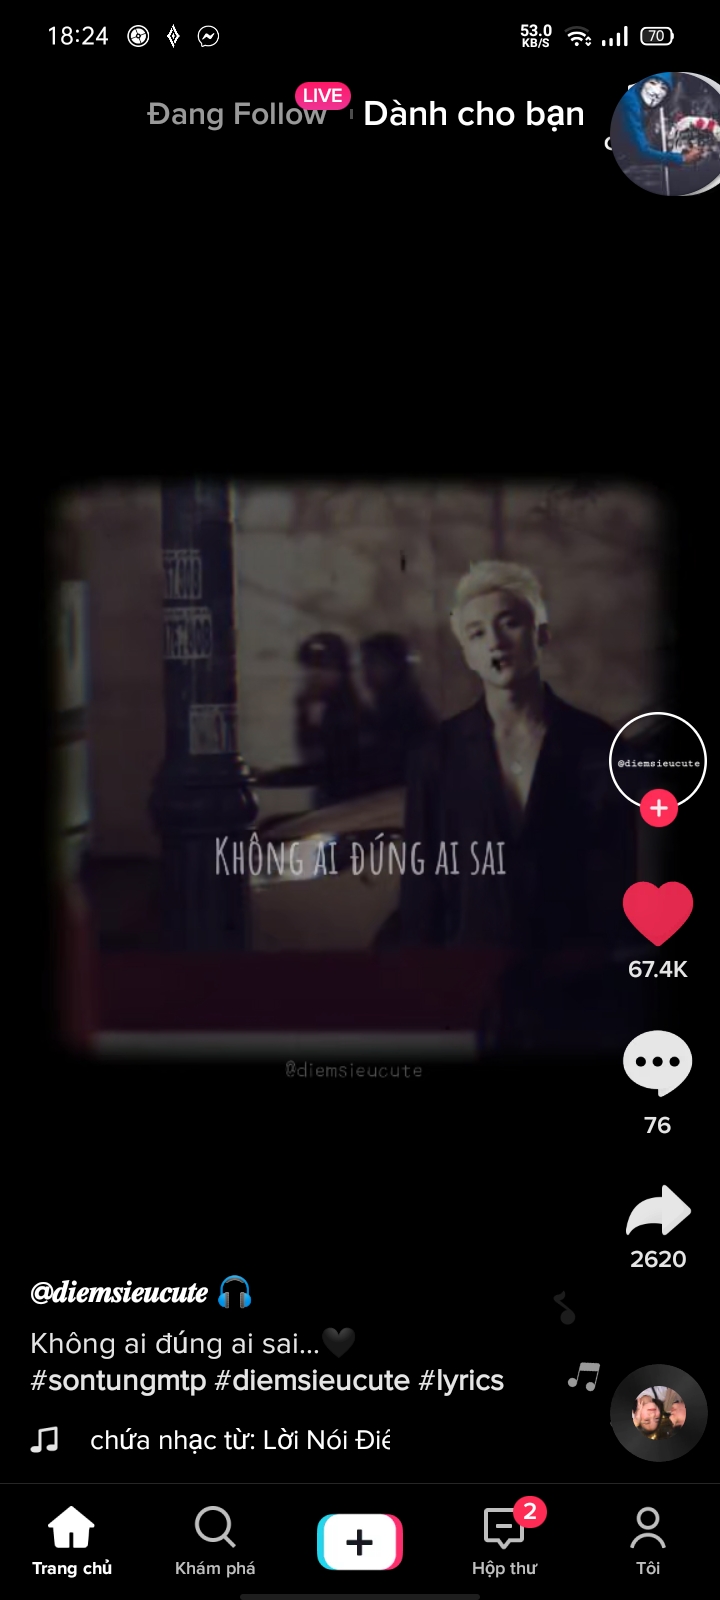 18:24
53.0
KB/S
70
LIVE
Đang Follow
Dành cho bạn
@diemsieucute
KHÔNG AI ĐÚNG AI SAI
67.4K
@diemsieucute
76
2620
@diemsieucute 🎧
Không ai đúng ai sai...🖤
#sontungmtp #diemsieucute #lyrics
chứa nhạc từ: Lời Nói
2
Trang chủ
Khám phá
Hộp thư
Tôi